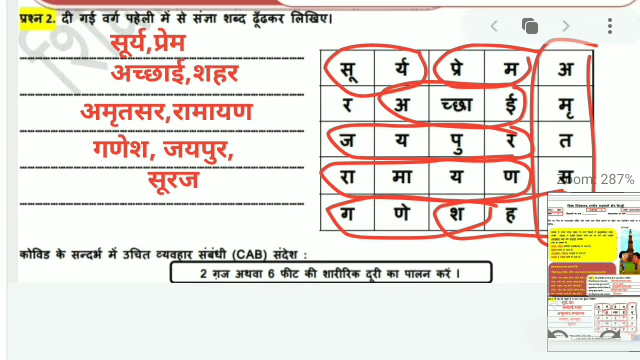 प्रश्न 2. दी गई वर्ग पहेली में से संज्ञा शब्द ढूँढकर लिखिए।
सूर्य,प्रेम
अच्छाई,शहर
अमृतसर,रामायण
गणेश, जयपुर,
सूरज
सू र्य प्रे म अ
र अ च्छा ई मृ
ज य पु र त
रा मा य ण स
ग णे श ह
Zoom: 287%
कोविड के सन्दर्भ में उचित व्यवहार संबंधी (CAB) संदेश :
2 ग़ज अथवा 6 फीट की शारीरिक दूरी का पालन करें ।